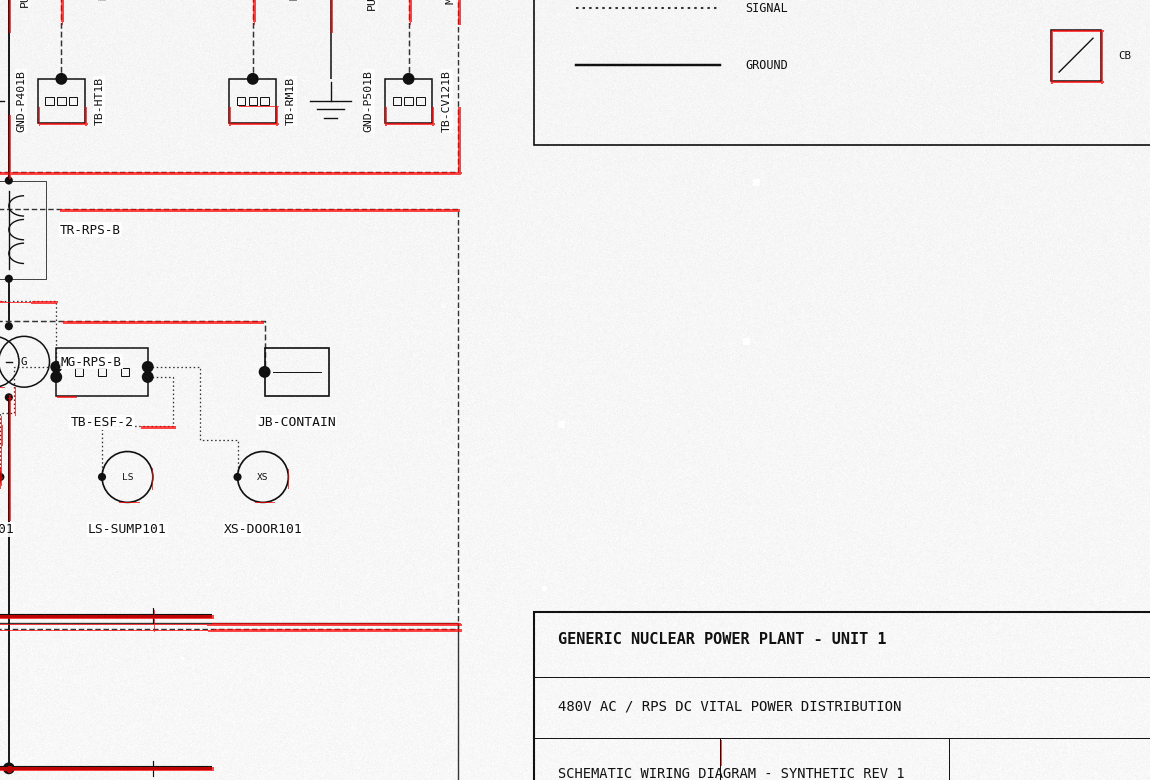 SIGNAL
GROUND
CB
GND-P401B
TB-HT1B
TB-RM1B
GND-P501B
TB-CV121B
TR-RPS-B
G
MG-RPS-B
TB-ESF-2
JB-CONTAIN
LS
XS
01
LS-SUMP101
XS-DOOR101
GENERIC NUCLEAR POWER PLANT - UNIT 1
480V AC / RPS DC VITAL POWER DISTRIBUTION
SCHEMATIC WIRING DIAGRAM - SYNTHETIC REV 1